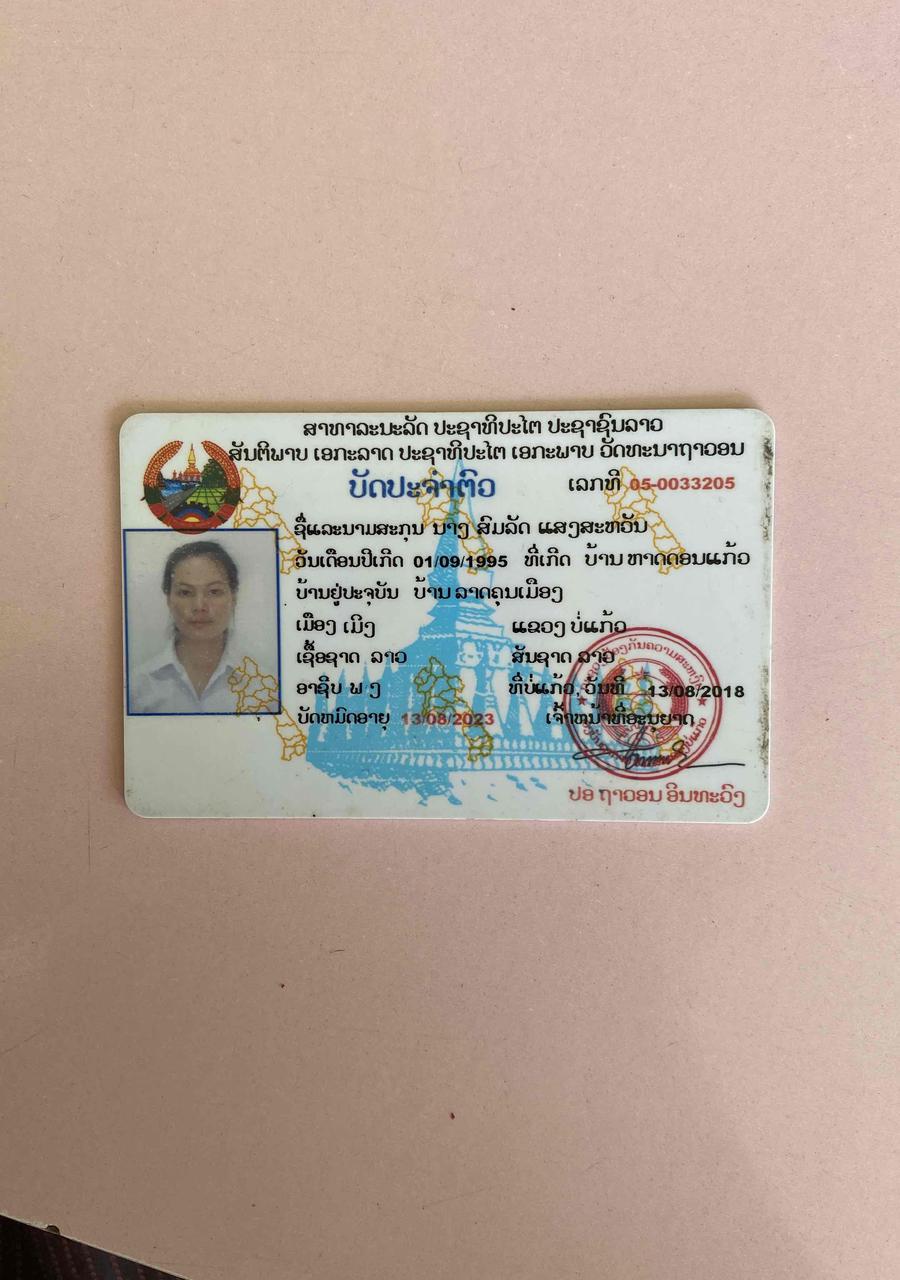 ສາທາລະນະລັດ ປະຊາທິປະໄຕ ປະຊາຊົນລາວ
ສັນຕິພາບ ເອກະລາດ ປະຊາທິປະໄຕ ເອກະພາບ ວັດທະນາຖາວອນ
ບັດປະຈຳຕົວ ເລກທີ 05-0033205
ຊື່ແລະນາມສະກຸນ ນາງ ສົມລັດ ແສງສະຫວັນ
ວັນເດືອນປີເກີດ 01/09/1995 ທີ່ເກີດ ບ້ານ ຫາດດອນແກ້ວ
ບ້ານຢູ່ປະຈຸບັນ ບ້ານ ລາດຄຸນເມືອງ
ເມືອງ ເມິງ ແຂວງ ບໍ່ແກ້ວ
ເຊື້ອຊາດ ລາວ ສັນຊາດ ລາວ
ອາຊີບ ພ ງ ທີ່ບໍ່ແກ້ວ, ວັນທີ 13/08/2018
ບັດຫມົດອາຍຸ 13/08/2023 ເຈົ້າຫນ້າທີ່ອະນຸຍາດ
ປອ ຖາວອນ ອິນທະວົງ